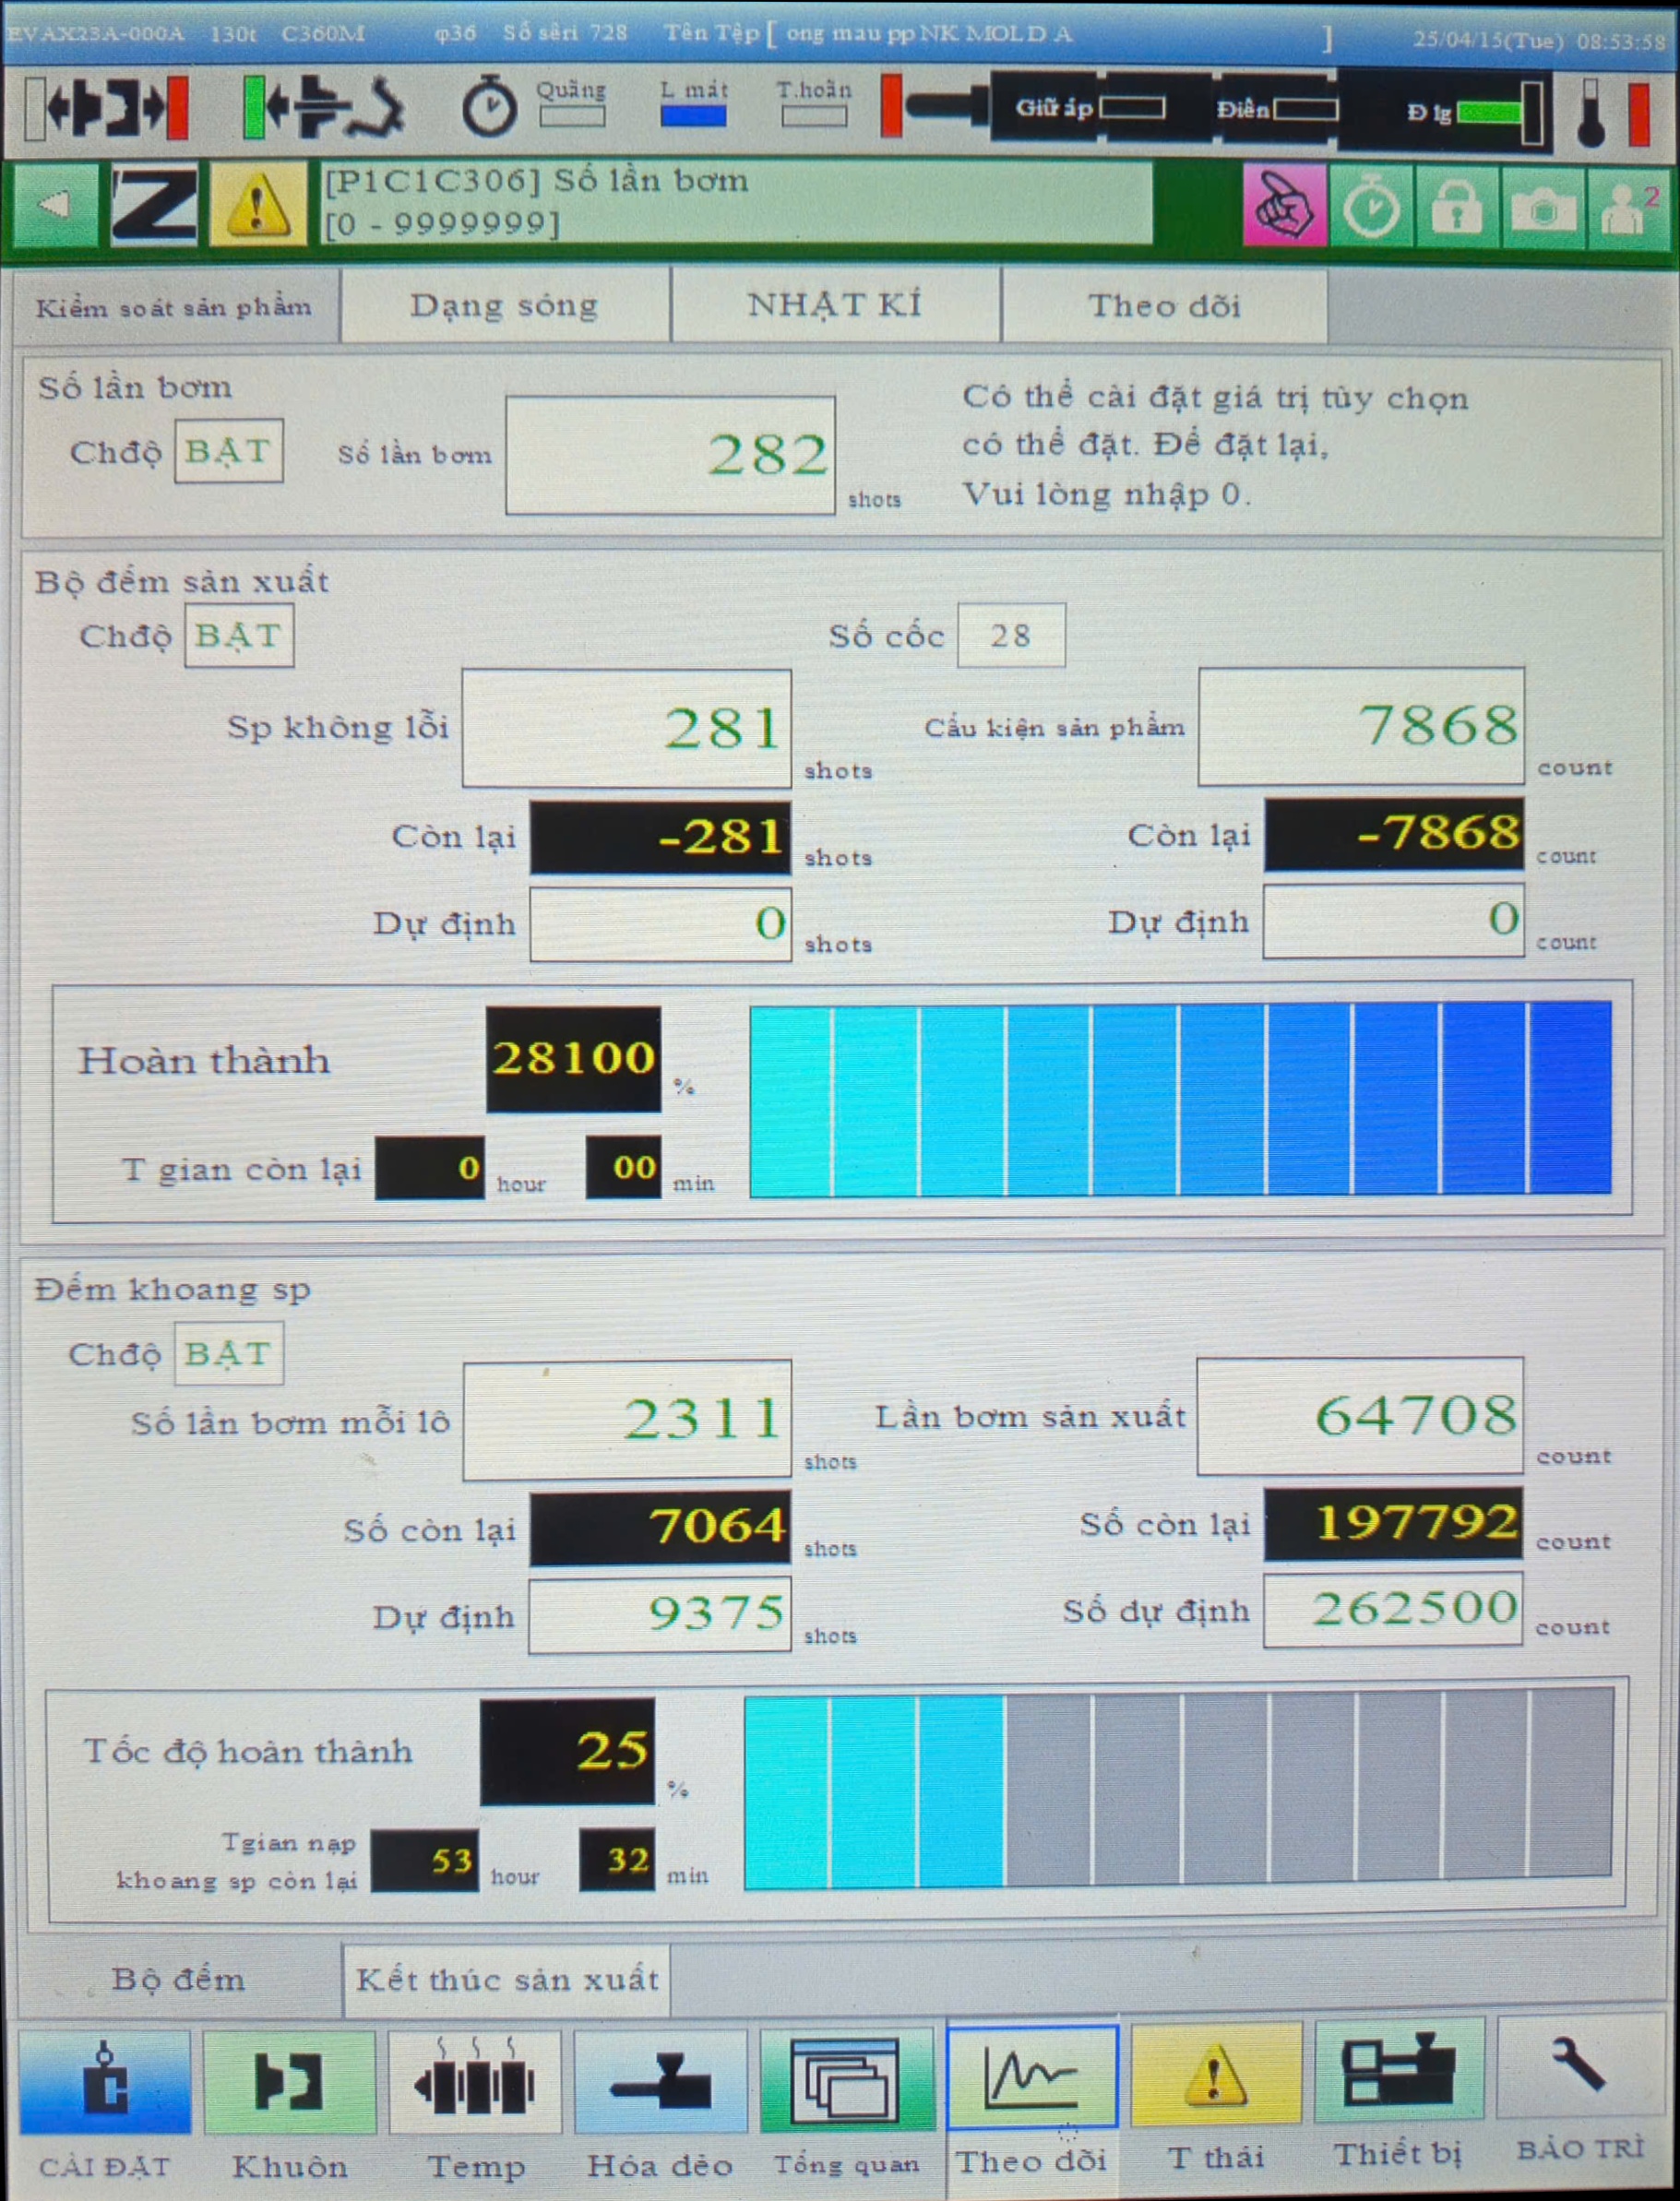 EVAX23A-000A 130t C360M φ36 Số sêri 728 Tên Tệp [ ong mau pp NK MOLD A ] 25/04/15(Tue) 08:53:58
Quãng L mát T.hoãn Giữ áp Điền Đ lg
[P1C1C306] Số lần bơm
[0 - 9999999]
2
Kiểm soát sản phẩm Dạng sóng NHẬT KÍ Theo dõi
Số lần bơm
Chđộ BẬT Số lần bơm 282 shots
Có thể cài đặt giá trị tùy chọn
có thể đặt. Để đặt lại,
Vui lòng nhập 0.
Bộ đếm sản xuất
Chđộ BẬT Số cốc 28
Sp không lỗi 281 shots Cấu kiện sản phẩm 7868 count
Còn lại -281 shots Còn lại -7868 count
Dự định 0 shots Dự định 0 count
Hoàn thành 28100 %
T gian còn lại 0 hour 00 min
Đếm khoang sp
Chđộ BẬT
Số lần bơm mỗi lô 2311 shots Lần bơm sản xuất 64708 count
Số còn lại 7064 shots Số còn lại 197792 count
Dự định 9375 shots Số dự định 262500 count
Tốc độ hoàn thành 25 %
Tgian nạp
khoang sp còn lại 53 hour 32 min
Bộ đếm Kết thúc sản xuất
CÀI ĐẶT Khuôn Temp Hóa dẻo Tổng quan Theo dõi T thái Thiết bị BẢO TRÌ